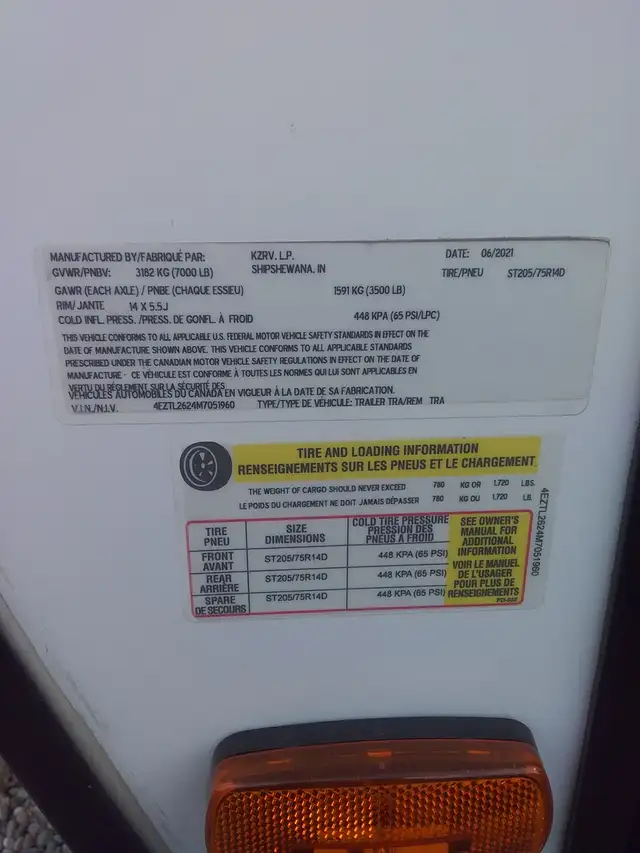 MANUFACTURED BY/FABRIQUÉ PAR: KZRV. L.P. DATE: 06/2021
GVWR/PNBV: 3182 KG (7000 LB) SHIPSHEWANA, IN TIRE/PNEU ST205/75R14D
GAWR (EACH AXLE) / PNBE (CHAQUE ESSIEU) 1591 KG (3500 LB)
RIM/JANTE 14 X 5.5J
COLD INFL. PRESS. /PRESS. DE GONFL. À FROID 448 KPA (65 PSI/LPC)
THIS VEHICLE CONFORMS TO ALL APPLICABLE U.S. FEDERAL MOTOR VEHICLE SAFETY STANDARDS IN EFFECT ON THE
DATE OF MANUFACTURE SHOWN ABOVE. THIS VEHICLE CONFORMS TO ALL APPLICABLE STANDARDS
PRESCRIBED UNDER THE CANADIAN MOTOR VEHICLE SAFETY REGULATIONS IN EFFECT ON THE DATE OF
MANUFACTURE - CE VÉHICULE EST CONFORME À TOUTES LES NORMES QUI LUI SONT APPLICABLES EN
VERTU DU RÉGLEMENT SUR LA SÉCURITÉ DES
VÉHICULES AUTOMOBILES DU CANADA EN VIGUEUR À LA DATE DE SA FABRICATION.
V.I.N./N.I.V. 4EZTL2624M7051960 TYPE/TYPE DE VÉHICULE: TRAILER TRA/REM TRA
TIRE AND LOADING INFORMATION
RENSEIGNEMENTS SUR LES PNEUS ET LE CHARGEMENT
THE WEIGHT OF CARGO SHOULD NEVER EXCEED 780 KG OR 1,720 LBS.
LE POIDS DU CHARGEMENT NE DOIT JAMAIS DÉPASSER 780 KG OU 1,720 LB.
4EZTL2624M7051960
TIRE
PNEU
SIZE
DIMENSIONS
COLD TIRE PRESSURE
PRESSION DES
PNEUS A FROID
FRONT
AVANT
ST205/75R14D
448 KPA (65 PSI)
REAR
ARRIÈRE
ST205/75R14D
448 KPA (65 PSI)
SPARE
DE SECOURS
ST205/75R14D
448 KPA (65 PSI)
SEE OWNER'S
MANUAL FOR
ADDITIONAL
INFORMATION
VOIR LE MANUEL
DE L'USAGER
POUR PLUS DE
RENSEIGNEMENTS